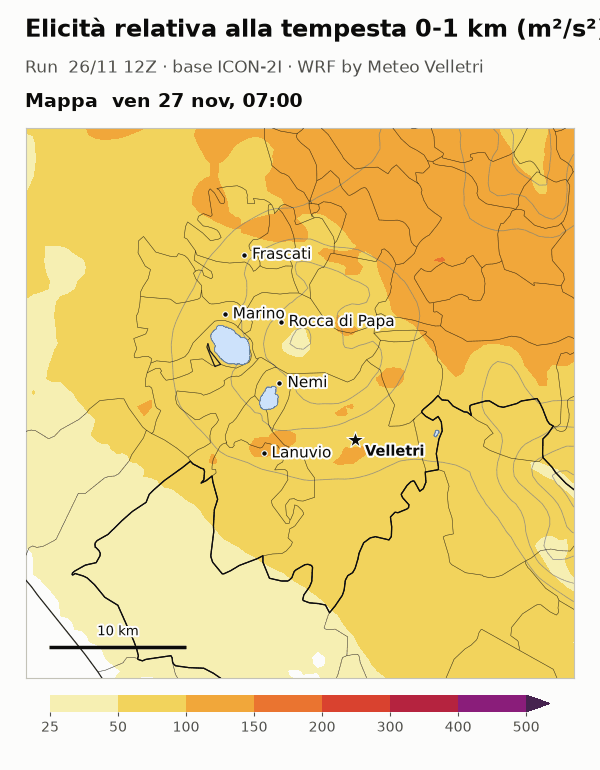 Elicità relativa alla tempesta 0-1 km (m²/s²)
Run  26/11 12Z · base ICON-2I · WRF by Meteo Velletri
Mappa  ven 27 nov, 07:00
Frascati
Marino
Rocca di Papa
Nemi
Velletri
Lanuvio
10 km
25 50 100 150 200 300 400 500